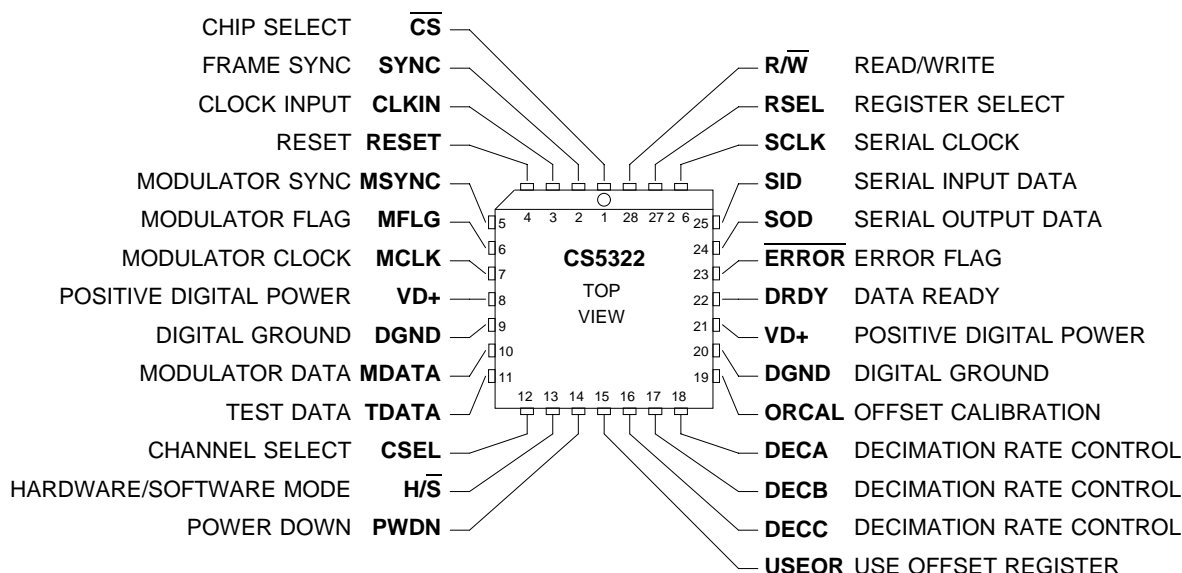 CHIP SELECT CS
FRAME SYNC SYNC
CLOCK INPUT CLKIN
RESET RESET
MODULATOR SYNC MSYNC
MODULATOR FLAG MFLG
MODULATOR CLOCK MCLK
POSITIVE DIGITAL POWER VD+
DIGITAL GROUND DGND
MODULATOR DATA MDATA
TEST DATA TDATA
CHANNEL SELECT CSEL
HARDWARE/SOFTWARE MODE H/S
POWER DOWN PWDN
4 3 2 1 28 27 2 6
5
6
7
8
9
10
11
CS5322
TOP
VIEW
25
24
23
22
21
20
19
12 13 14 15 16 17 18
R/W READ/WRITE
RSEL REGISTER SELECT
SCLK SERIAL CLOCK
SID SERIAL INPUT DATA
SOD SERIAL OUTPUT DATA
ERROR ERROR FLAG
DRDY DATA READY
VD+ POSITIVE DIGITAL POWER
DGND DIGITAL GROUND
ORCAL OFFSET CALIBRATION
DECA DECIMATION RATE CONTROL
DECB DECIMATION RATE CONTROL
DECC DECIMATION RATE CONTROL
USEOR USE OFFSET REGISTER